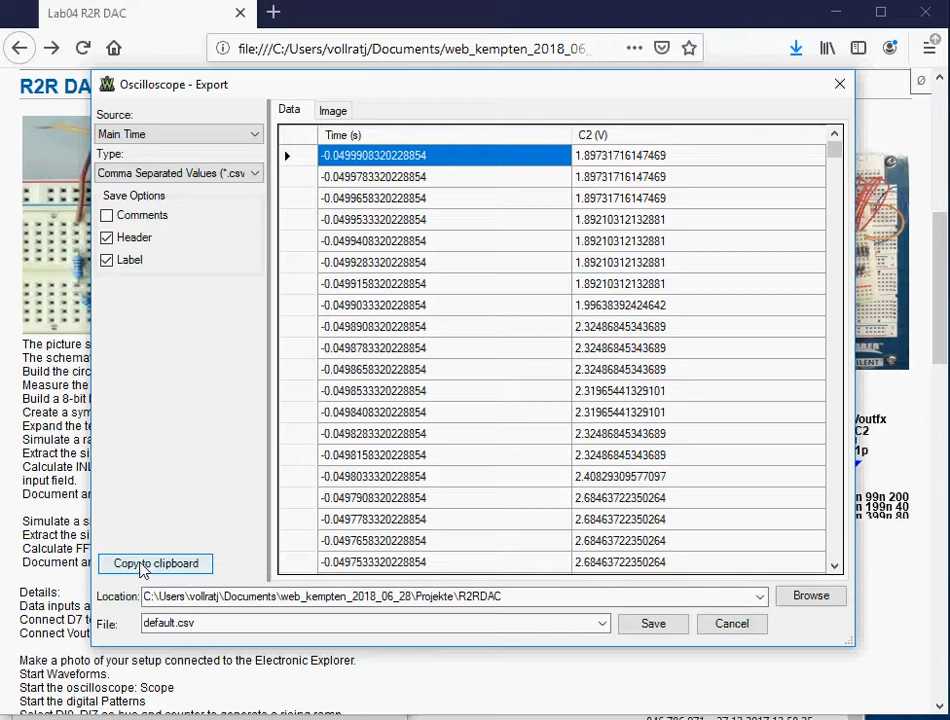 Lab04 R2R DAC
file:///C:/Users/vollratj/Documents/web_kempten_2018_06_
R2R DA
Oscilloscope - Export
Source:
Main Time
Type:
Comma Separated Values (*.csv
Save Options
Comments
Header
Label
Copy to clipboard
Data
Image
Time (s) C2 (V)
-0.0499908320228854 1.89731716147469
-0.0499783320228854 1.89731716147469
-0.0499658320228854 1.89731716147469
-0.0499533320228854 1.89210312132881
-0.0499408320228854 1.89210312132881
-0.0499283320228854 1.89210312132881
-0.0499158320228854 1.89210312132881
-0.0499033320228854 1.99638392424642
-0.0498908320228854 2.32486845343689
-0.0498783320228854 2.32486845343689
-0.0498658320228854 2.32486845343689
-0.0498533320228854 2.31965441329101
-0.0498408320228854 2.31965441329101
-0.0498283320228854 2.32486845343689
-0.0498158320228854 2.32486845343689
-0.0498033320228854 2.40829309577097
-0.0497908320228854 2.68463722350264
-0.0497783320228854 2.68463722350264
-0.0497658320228854 2.68463722350264
-0.0497533320228854 2.68463722350264
Location: C:\Users\vollratj\Documents\web_kempten_2018_06_28\Projekte\R2RDAC
Browse
File: default.csv
Save
Cancel
The picture s
The schema
Build the circ
Measure the
Build a 8-bit
Create a sym
Expand the te
Simulate a ra
Extract the si
Calculate INL
input field.
Document ar
Simulate a s
Extract the si
Calculate FF
Document ar
Details:
Data inputs a
Connect D7 t
Connect Vout
Make a photo of your setup connected to the Electronic Explorer.
Start Waveforms.
Start the oscilloscope: Scope
Start the digital Patterns
/outfx
C2
1p
n 99n 200
n 199n 40